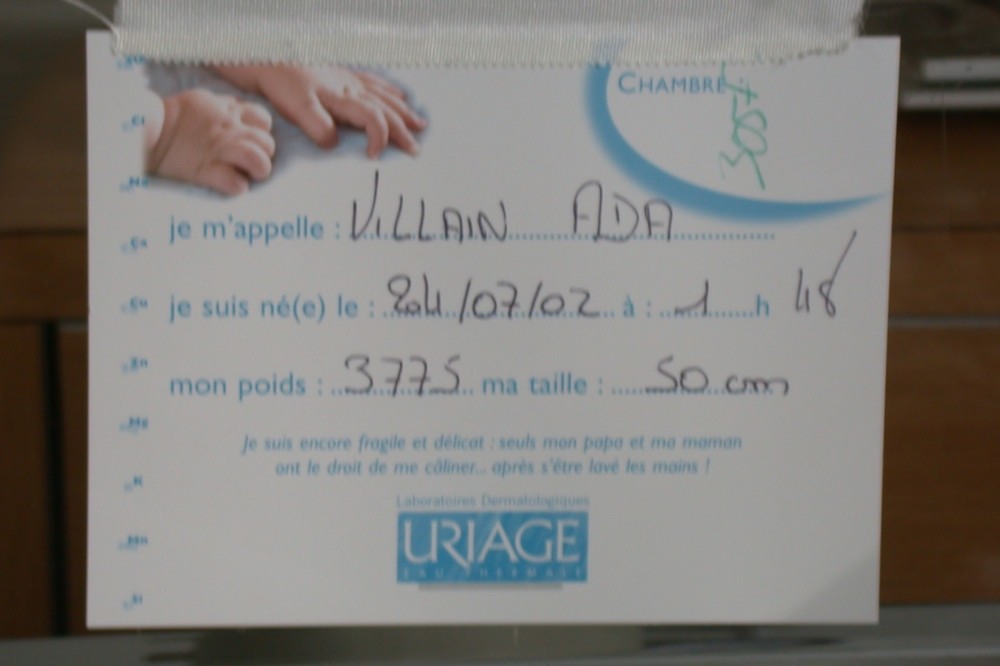 CHAMBRE
je m'appelle : VILLAIN ADA
je suis né(e) le : 24/07/02 à : 1 h 48
mon poids : 3775 ma taille : 50 cm
Je suis encore fragile et délicat : seuls mon papa et ma maman
ont le droit de me câliner... après s'être lavé les mains !
Laboratoires Dermatologiques
URIAGE
EAU THERMALE